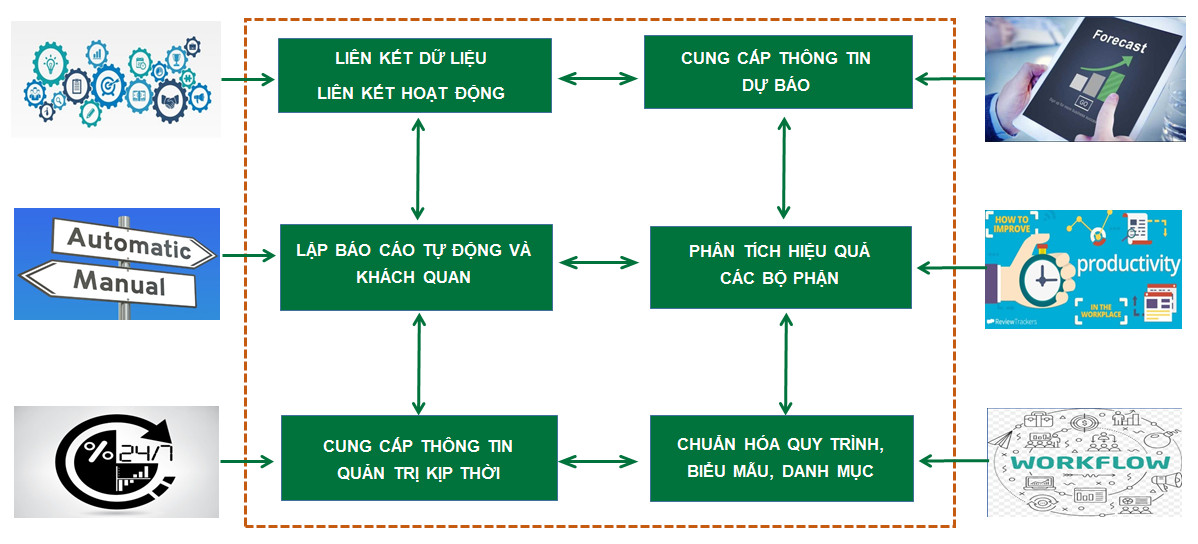 LIÊN KẾT DỮ LIỆU
LIÊN KẾT HOẠT ĐỘNG
CUNG CẤP THÔNG TIN
DỰ BÁO
Forecast
GO
Automatic
Manual
LẬP BÁO CÁO TỰ ĐỘNG VÀ
KHÁCH QUAN
PHÂN TÍCH HIỆU QUẢ
CÁC BỘ PHẬN
HOW TO
IMPROVE
productivity
IN THE
WORKPLACE
ReviewTrackers
% 24/7
CUNG CẤP THÔNG TIN
QUẢN TRỊ KỊP THỜI
CHUẨN HÓA QUY TRÌNH,
BIỂU MẪU, DANH MỤC
WORKFLOW